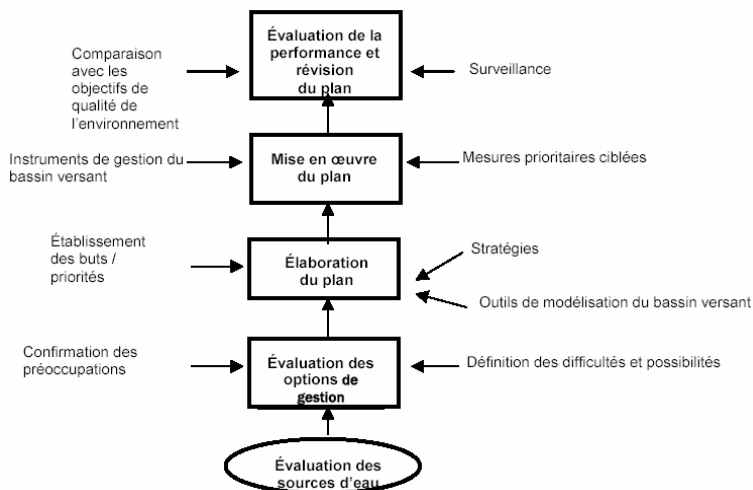 Évaluation de la
performance et
révision
du plan
Comparaison
avec les
objectifs de
qualité de
l'environnement
Surveillance
Instruments de gestion du
bassin versant
Mise en œuvre
du plan
Mesures prioritaires ciblées
Établissement
des buts /
priorités
Élaboration
du plan
Stratégies
Outils de modélisation du bassin versant
Confirmation des
préoccupations
Évaluation des
options de
gestion
Définition des difficultés et possibilités
Évaluation des
sources d'eau